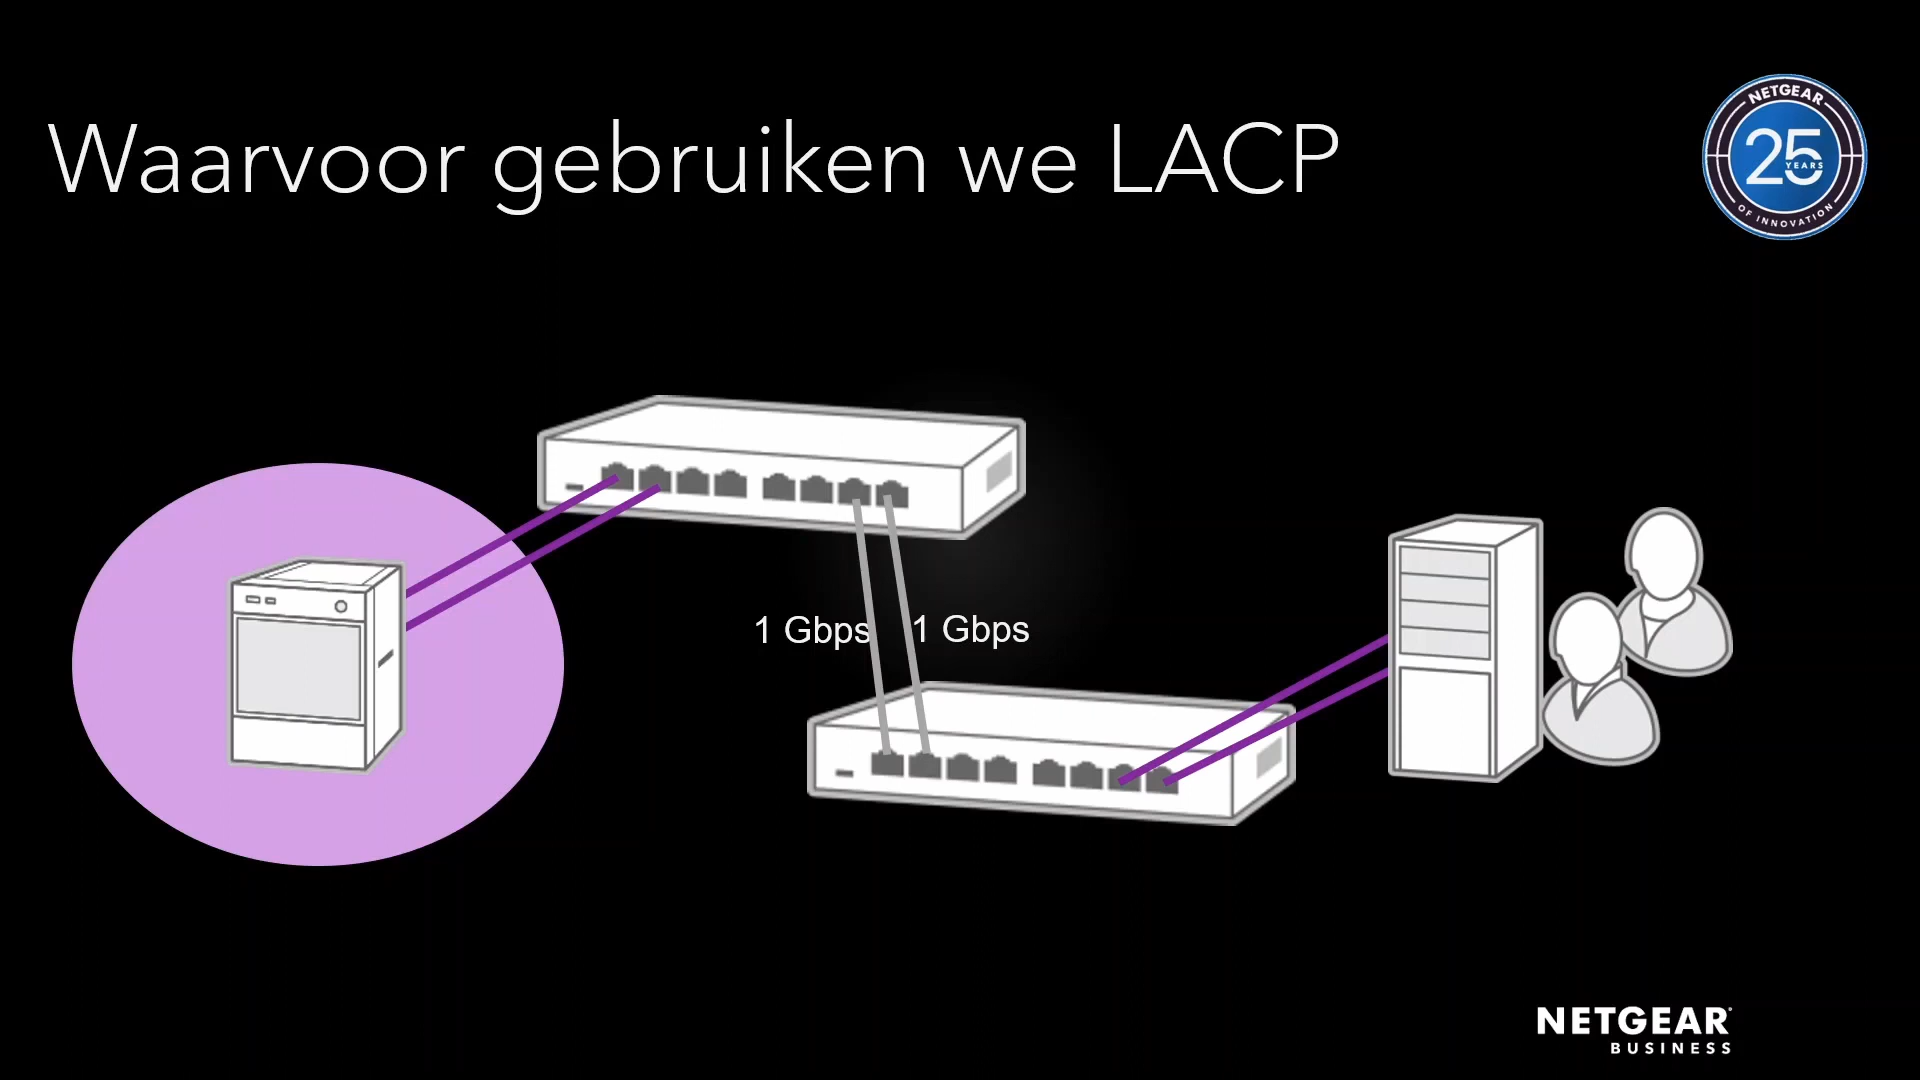 Waarvoor gebruiken we LACP
NETGEAR
25
YEARS
OF INNOVATION
1 Gbps
1 Gbps
NETGEAR
BUSINESS